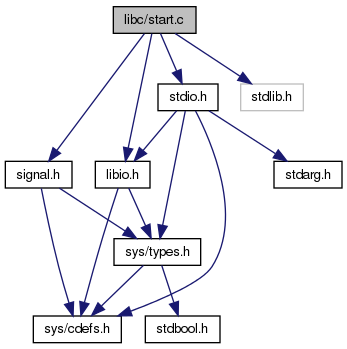 libc/start.c
stdio.h
stdlib.h
signal.h
libio.h
stdarg.h
sys/types.h
sys/cdefs.h
stdbool.h